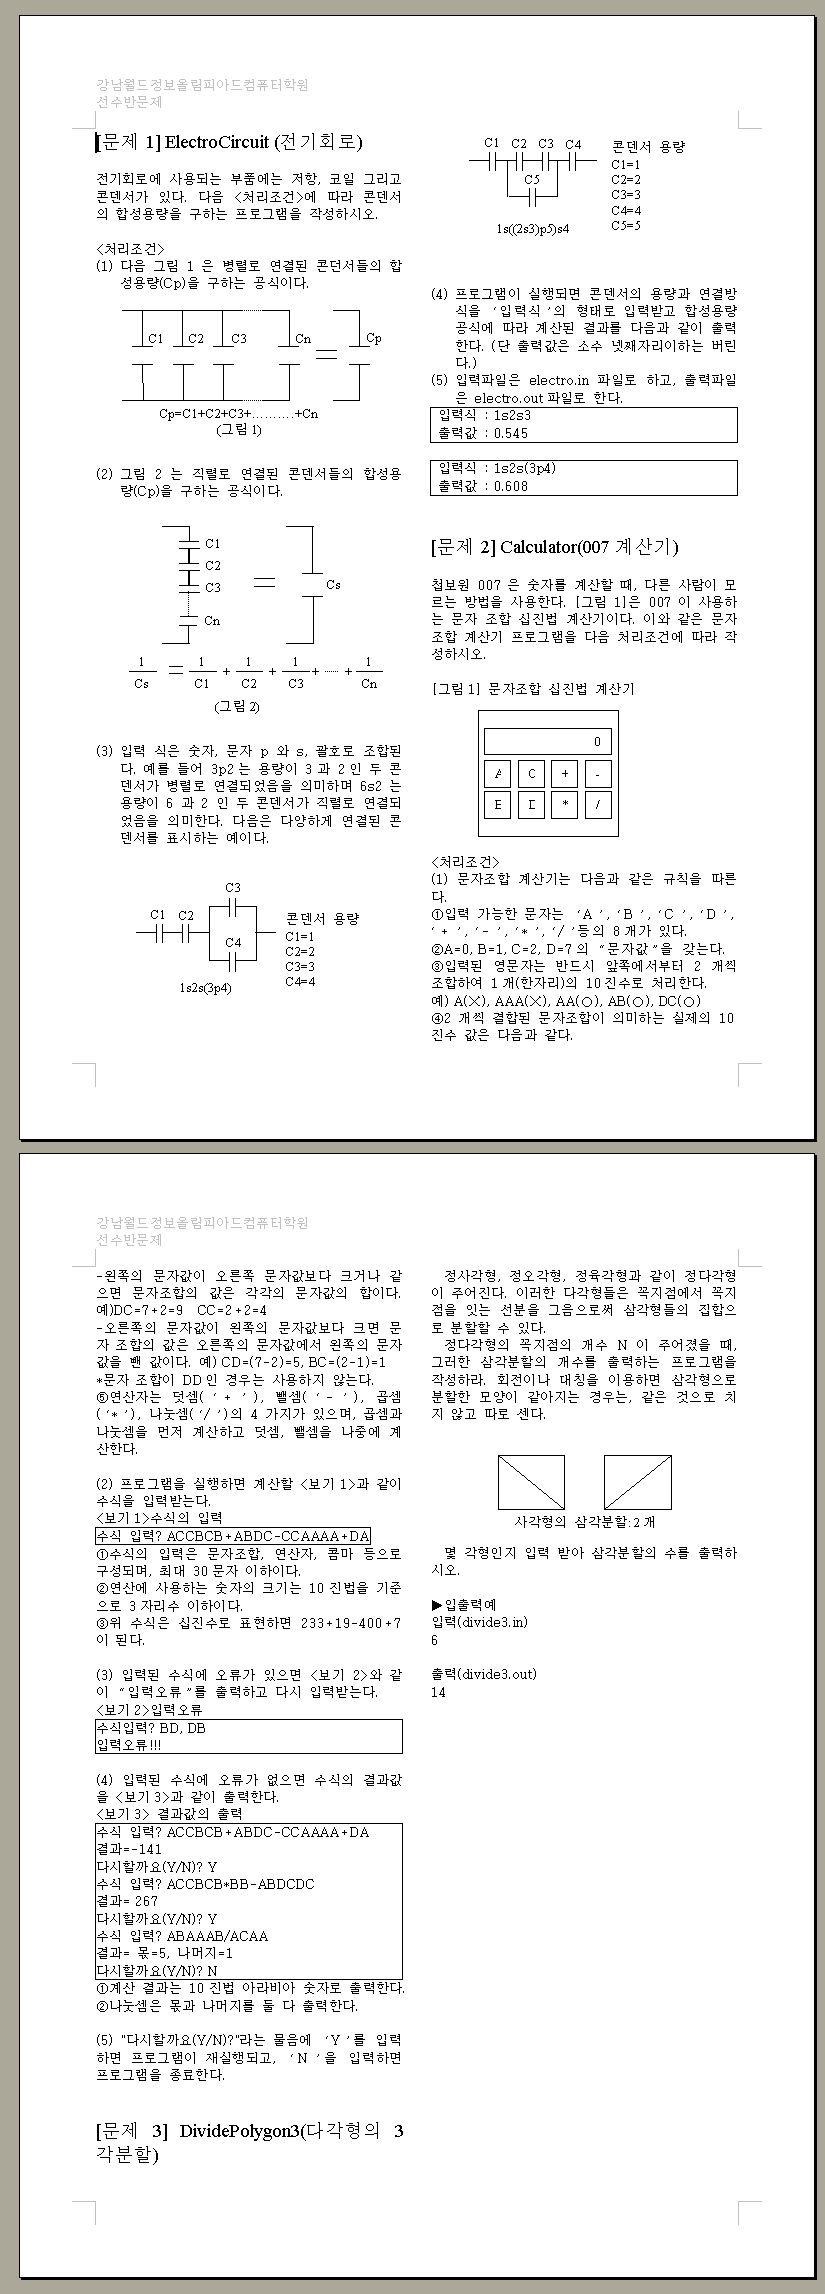 강남월드정보올림피아드컴퓨터학원
선수반문제
[문제 1] ElectroCircuit (전기회로)
전기회로에 사용되는 부품에는 저항, 코일 그리고
콘덴서가 있다. 다음 <처리조건>에 따라 콘덴서
의 합성용량을 구하는 프로그램을 작성하시오.
<처리조건>
(1) 다음 그림 1 은 병렬로 연결된 콘던서들의 합
성용량(Cp)을 구하는 공식이다.
C1 C2 C3 Cn Cp
Cp=C1+C2+C3+..........+Cn
(그림 1)
(2) 그림 2 는 직렬로 연결된 콘덴서들의 합성용
량(Cp)을 구하는 공식이다.
C1
C2
C3
Cn
Cs
1 1 1 1 1
+ + + ...... +
Cs C1 C2 C3 Cn
(그림 2)
(3) 입력 식은 숫자, 문자 p 와 s, 괄호로 조합된
다. 예를 들어 3p2 는 용량이 3 과 2 인 두 콘
덴서가 병렬로 연결되었음을 의미하며 6s2 는
용량이 6 과 2 인 두 콘덴서가 직렬로 연결되
었음을 의미한다. 다음은 다양하게 연결된 콘
덴서를 표시하는 예이다.
C3
C1 C2
C4
1s2s(3p4)
콘덴서 용량
C1=1
C2=2
C3=3
C4=4
C1 C2 C3 C4
C5
1s((2s3)p5)s4
콘덴서 용량
C1=1
C2=2
C3=3
C4=4
C5=5
(4) 프로그램이 실행되면 콘덴서의 용량과 연결방
식을 ‘입력식’의 형태로 입력받고 합성용량
공식에 따라 계산된 결과를 다음과 같이 출력
한다. (단 출력값은 소수 넷째자리이하는 버린
다.)
(5) 입력파일은 electro.in 파일로 하고, 출력파일
은 electro.out 파일로 한다.
입력식 : 1s2s3
출력값 : 0.545
입력식 : 1s2s(3p4)
출력값 : 0.608
[문제 2] Calculator(007 계산기)
첩보원 007 은 숫자를 계산할 때, 다른 사람이 모
르는 방법을 사용한다. [그림 1]은 007 이 사용하
는 문자 조합 십진법 계산기이다. 이와 같은 문자
조합 계산기 프로그램을 다음 처리조건에 따라 작
성하시오.
[그림 1] 문자조합 십진법 계산기
0
A C + -
* /
<처리조건>
(1) 문자조합 계산기는 다음과 같은 규칙을 따른
다.
①입력 가능한 문자는 ‘A’, ‘B’, ‘C’, ‘D’,
‘+’, ‘-’, ‘*’, ‘/’등의 8 개가 있다.
②A=0, B=1, C=2, D=7 의 “문자값”을 갖는다.
③입력된 영문자는 반드시 앞쪽에서부터 2 개씩
조합하여 1 개(한자리)의 10 진수로 처리한다.
예) A(×), AAA(×), AA(○), AB(○), DC(○)
④2 개씩 결합된 문자조합이 의미하는 실제의 10
진수 값은 다음과 같다.
강남월드정보올림피아드컴퓨터학원
선수반문제
-왼쪽의 문자값이 오른쪽 문자값보다 크거나 같
으면 문자조합의 값은 각각의 문자값의 합이다.
예)DC=7+2=9 CC=2+2=4
-오른쪽의 문자값이 왼쪽의 문자값보다 크면 문
자 조합의 값은 오른쪽의 문자값에서 왼쪽의 문자
값을 뺀 값이다. 예) CD=(7-2)=5, BC=(2-1)=1
*문자 조합이 DD 인 경우는 사용하지 않는다.
⑤연산자는 덧셈(‘+’), 뺄셈(‘-’), 곱셈
(‘*’), 나눗셈(‘/’)의 4 가지가 있으며, 곱셈과
나눗셈을 먼저 계산하고 덧셈, 뺄셈을 나중에 계
산한다.
(2) 프로그램을 실행하면 계산할 <보기 1>과 같이
수식을 입력받는다.
<보기 1>수식의 입력
수식 입력? ACCBCB+ABDC-CCAAAA+DA
①수식의 입력은 문자조합, 연산자, 콤마 등으로
구성되며, 최대 30 문자 이하이다.
②연산에 사용하는 숫자의 크기는 10 진법을 기준
으로 3 자리수 이하이다.
③위 수식은 십진수로 표현하면 233+19-400+7
이 된다.
(3) 입력된 수식에 오류가 있으면 <보기 2>와 같
이 “입력오류”를 출력하고 다시 입력받는다.
<보기 2>입력오류
수식입력? BD, DB
입력오류!!!
(4) 입력된 수식에 오류가 없으면 수식의 결과값
을 <보기 3>과 같이 출력한다.
<보기 3> 결과값의 출력
수식 입력? ACCBCB+ABDC-CCAAAA+DA
결과=-141
다시할까요(Y/N)? Y
수식 입력? ACCBCB*BB-ABDCDC
결과= 267
다시할까요(Y/N)? Y
수식 입력? ABAAAB/ACAA
결과= 몫=5, 나머지=1
다시할까요(Y/N)? N
①계산 결과는 10 진법 아라비아 숫자로 출력한다.
②나눗셈은 몫과 나머지를 둘 다 출력한다.
(5) "다시할까요(Y/N)?"라는 물음에 ‘Y’를 입력
하면 프로그램이 재실행되고, ‘N’을 입력하면
프로그램을 종료한다.
[문제 3] DividePolygon3(다각형의 3
각분할)
정사각형, 정오각형, 정육각형과 같이 정다각형
이 주어진다. 이러한 다각형들은 꼭지점에서 꼭지
점을 잇는 선분을 그음으로써 삼각형들의 집합으
로 분할할 수 있다.
정다각형의 꼭지점의 개수 N 이 주어졌을 때,
그러한 삼각분할의 개수를 출력하는 프로그램을
작성하라. 회전이나 대칭을 이용하면 삼각형으로
분할한 모양이 같아지는 경우는, 같은 것으로 치
지 않고 따로 센다.
사각형의 삼각분할:2 개
몇 각형인지 입력 받아 삼각분할의 수를 출력하
시오.
▶입출력예
입력(divide3.in)
6
출력(divide3.out)
14